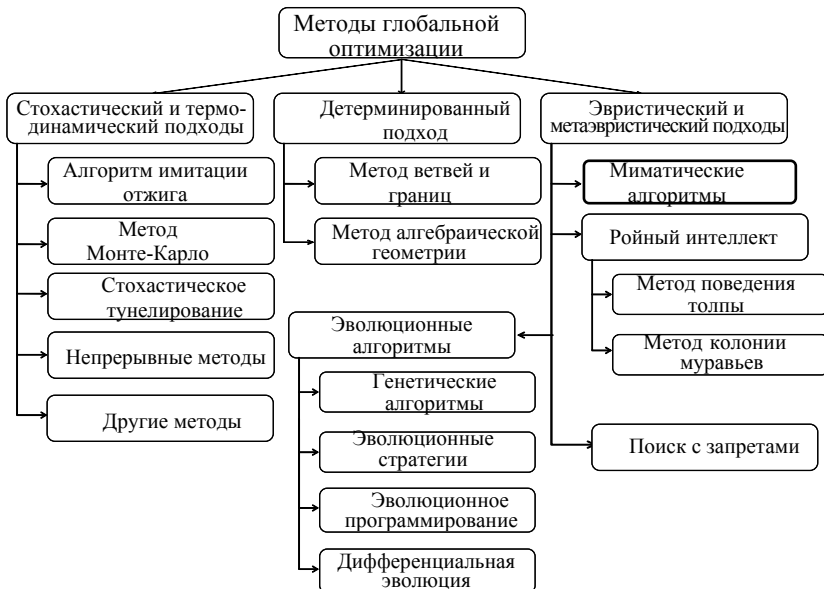 Методы глобальной
оптимизации
Стохастический и термо-
динамический подходы
Алгоритм имитации
отжига
Метод
Монте-Карло
Стохастическое
тунелирование
Непрерывные методы
Другие методы
Детерминированный
подход
Метод ветвей и
границ
Метод алгебраической
геометрии
Эвристический и
метаэвристический подходы
Миматические
алгоритмы
Ройный интеллект
Метод поведения
толпы
Метод колонии
муравьев
Эволюционные
алгоритмы
Генетические
алгоритмы
Эволюционные
стратегии
Эволюционное
программирование
Дифференциальная
эволюция
Поиск с запретами